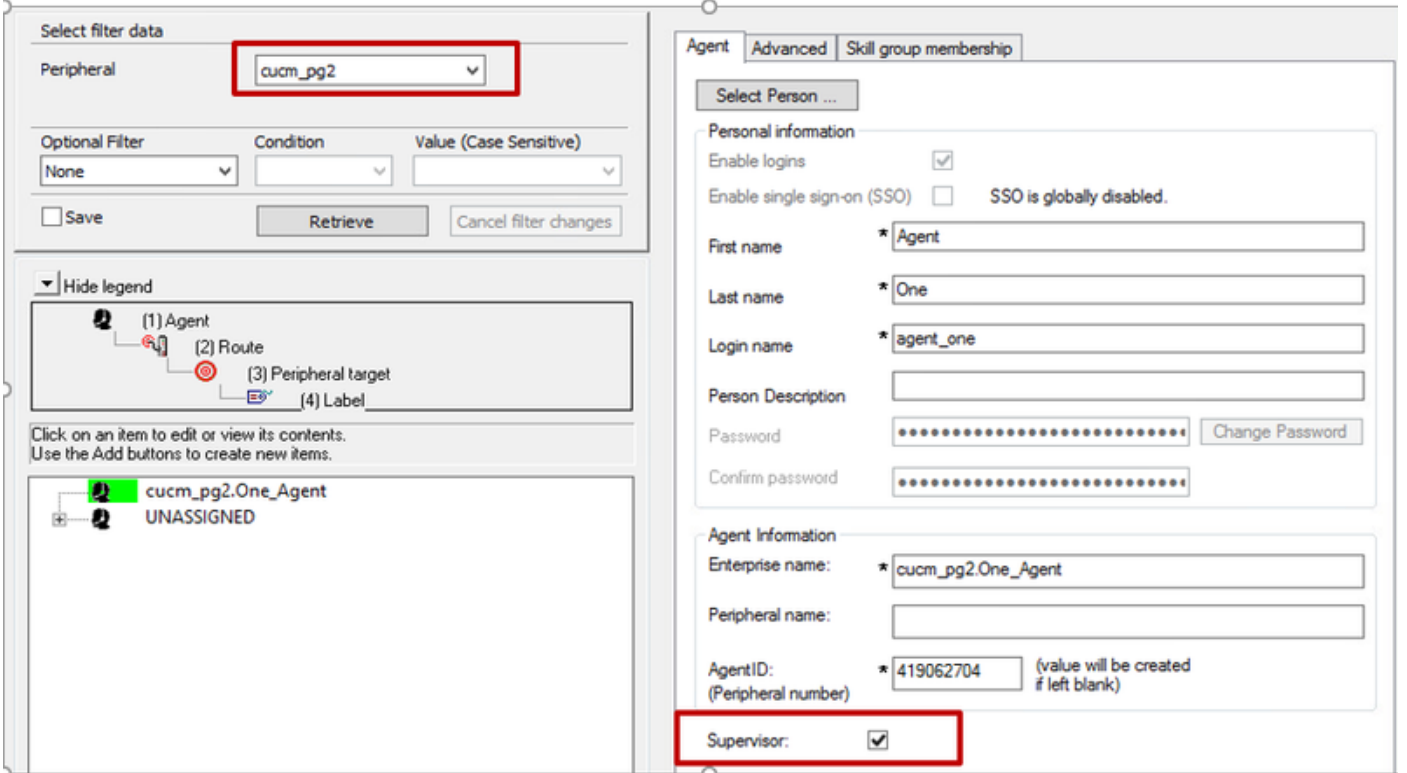 Select filter data
Peripheral
cucm_pg2
Optional Filter Condition Value (Case Sensitive)
None
Save Retrieve Cancel filter changes
Hide legend
(1) Agent
(2) Route
(3) Peripheral target
(4) Label
Click on an item to edit or view its contents.
Use the Add buttons to create new items.
cucm_pg2.One_Agent
UNASSIGNED
Agent Advanced Skill group membership
Select Person ...
Personal information
Enable logins
Enable single sign-on (SSO) SSO is globally disabled.
First name * Agent
Last name * One
Login name * agent_one
Person Description
Password Change Password
Confirm password
Agent Information
Enterprise name: * cucm_pg2.One_Agent
Peripheral name:
AgentID: * 419062704 (value will be created
(Peripheral number) if left blank)
Supervisor: